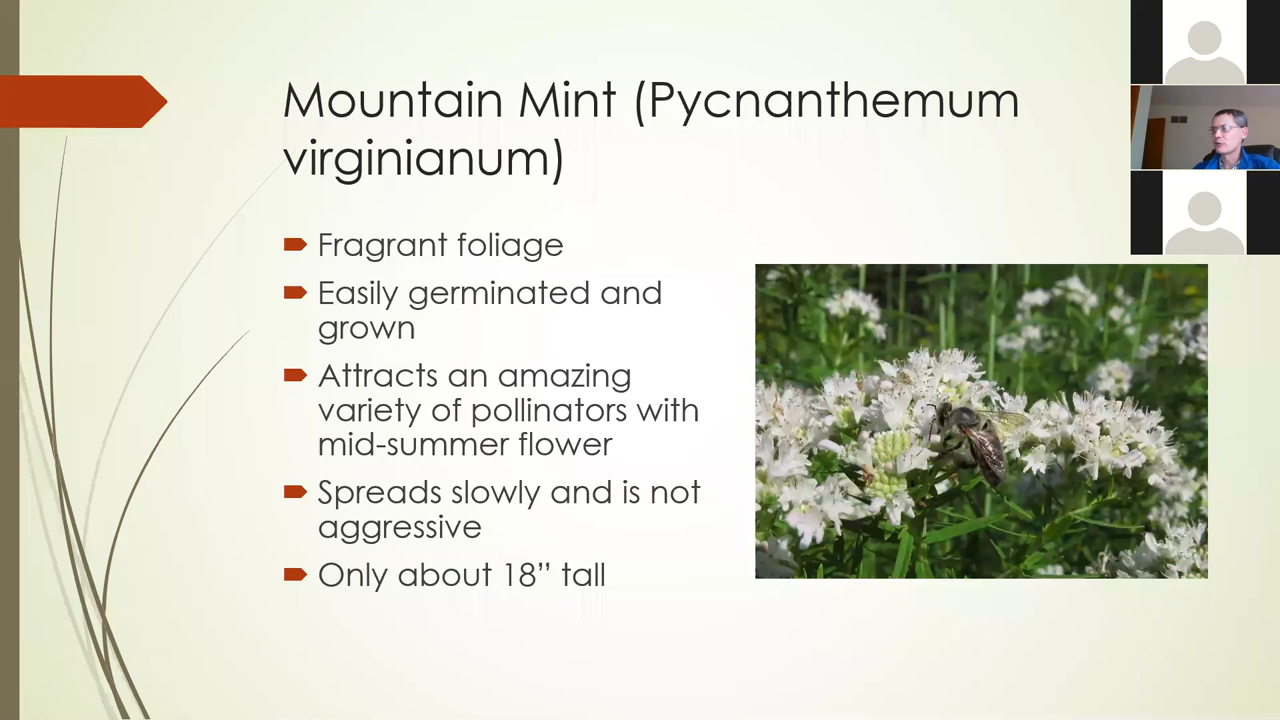 Mountain Mint (Pycnanthemum
virginianum)
Fragrant foliage
Easily germinated and
grown
Attracts an amazing
variety of pollinators with
mid-summer flower
Spreads slowly and is not
aggressive
Only about 18” tall